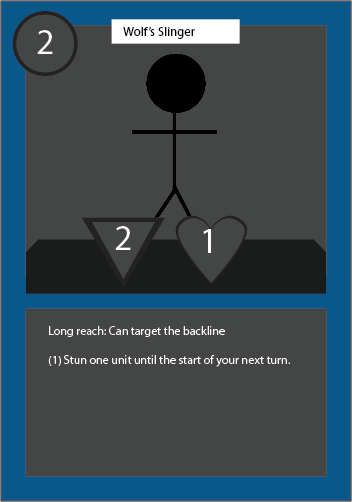 2
Wolf's Slinger
2
1
Long reach: Can target the backline
(1) Stun one unit until the start of your next turn.